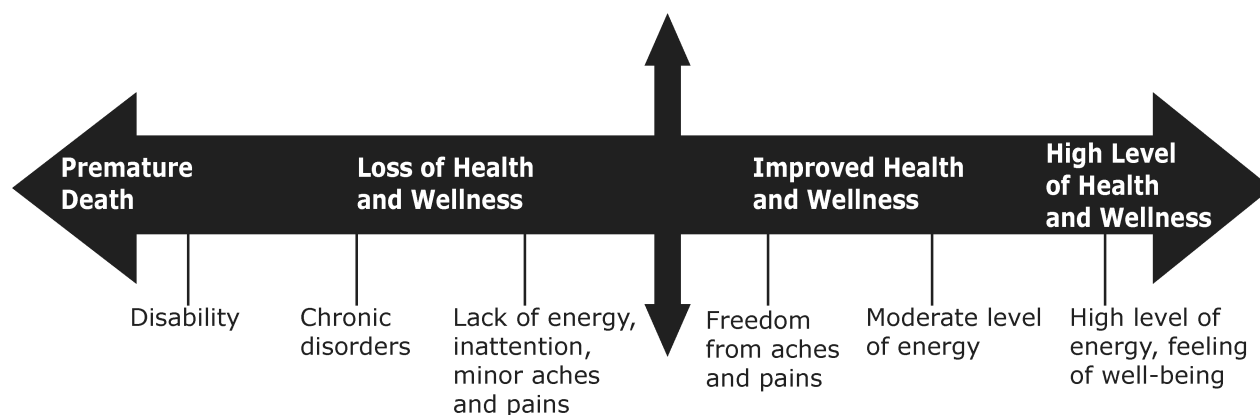 Premature
Death
Loss of Health
and Wellness
Improved Health
and Wellness
High Level
of Health
and Wellness
Disability
Chronic
disorders
Lack of energy,
inattention,
minor aches
and pains
Freedom
from aches
and pains
Moderate level
of energy
High level of
energy, feeling
of well-being